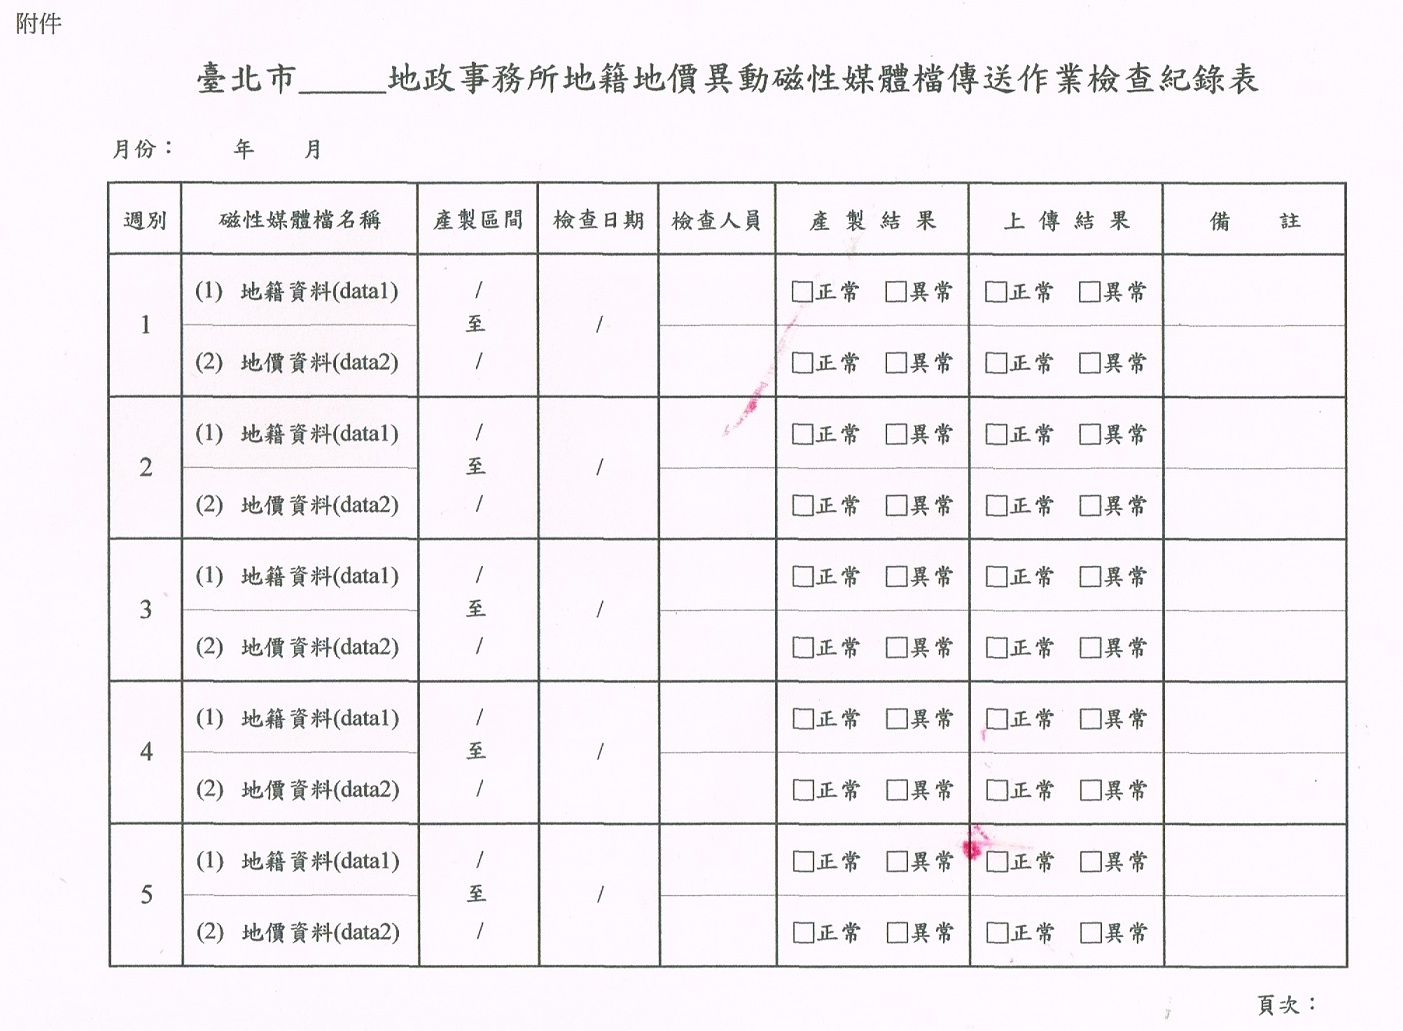 附件
臺北市_____地政事務所地籍地價異動磁性媒體檔傳送作業檢查紀錄表
月份： 年 月
週別 磁性媒體檔名稱 產製區間 檢查日期 檢查人員 產製結果 上傳結果 備註
(1) 地籍資料(data1) / □正常 □異常 □正常 □異常
1 至 /
(2) 地價資料(data2) / □正常 □異常 □正常 □異常
(1) 地籍資料(data1) / □正常 □異常 □正常 □異常
2 至 /
(2) 地價資料(data2) / □正常 □異常 □正常 □異常
(1) 地籍資料(data1) / □正常 □異常 □正常 □異常
3 至 /
(2) 地價資料(data2) / □正常 □異常 □正常 □異常
(1) 地籍資料(data1) / □正常 □異常 □正常 □異常
4 至 /
(2) 地價資料(data2) / □正常 □異常 □正常 □異常
(1) 地籍資料(data1) / □正常 □異常 □正常 □異常
5 至 /
(2) 地價資料(data2) / □正常 □異常 □正常 □異常
頁次：